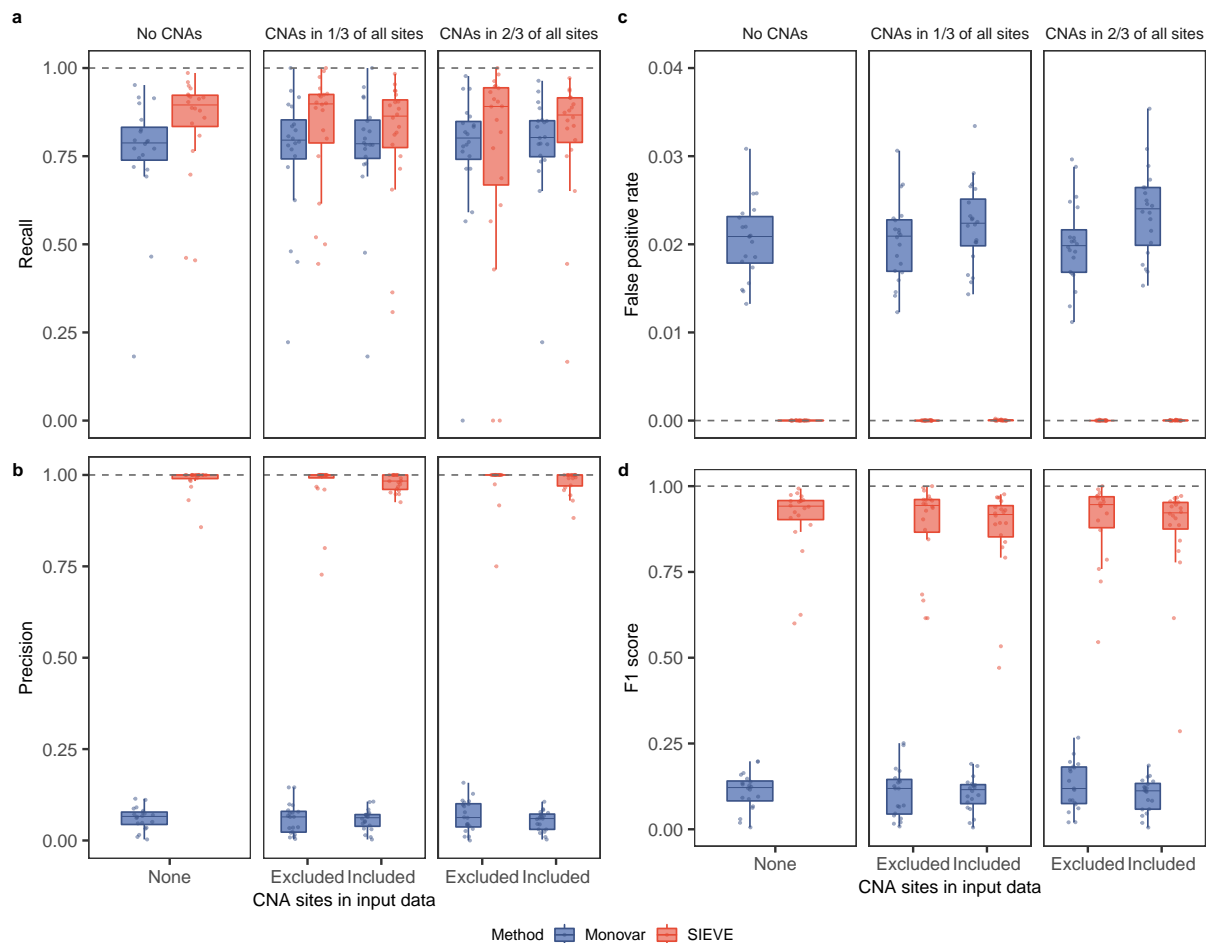 a
No CNAs
CNAs in 1/3 of all sites
CNAs in 2/3 of all sites
Recall
1.00
0.75
0.50
0.25
0.00
b
Precision
1.00
0.75
0.50
0.25
0.00
None
Excluded Included
Excluded Included
CNA sites in input data
c
No CNAs
CNAs in 1/3 of all sites
CNAs in 2/3 of all sites
False positive rate
0.04
0.03
0.02
0.01
0.00
d
F1 score
1.00
0.75
0.50
0.25
0.00
None
Excluded Included
Excluded Included
CNA sites in input data
Method Monovar SIEVE